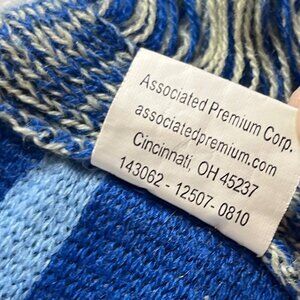 Associated Premium Corp.
associatedpremium.com
Cincinnati, OH 45237
143062 - 12507- 0810